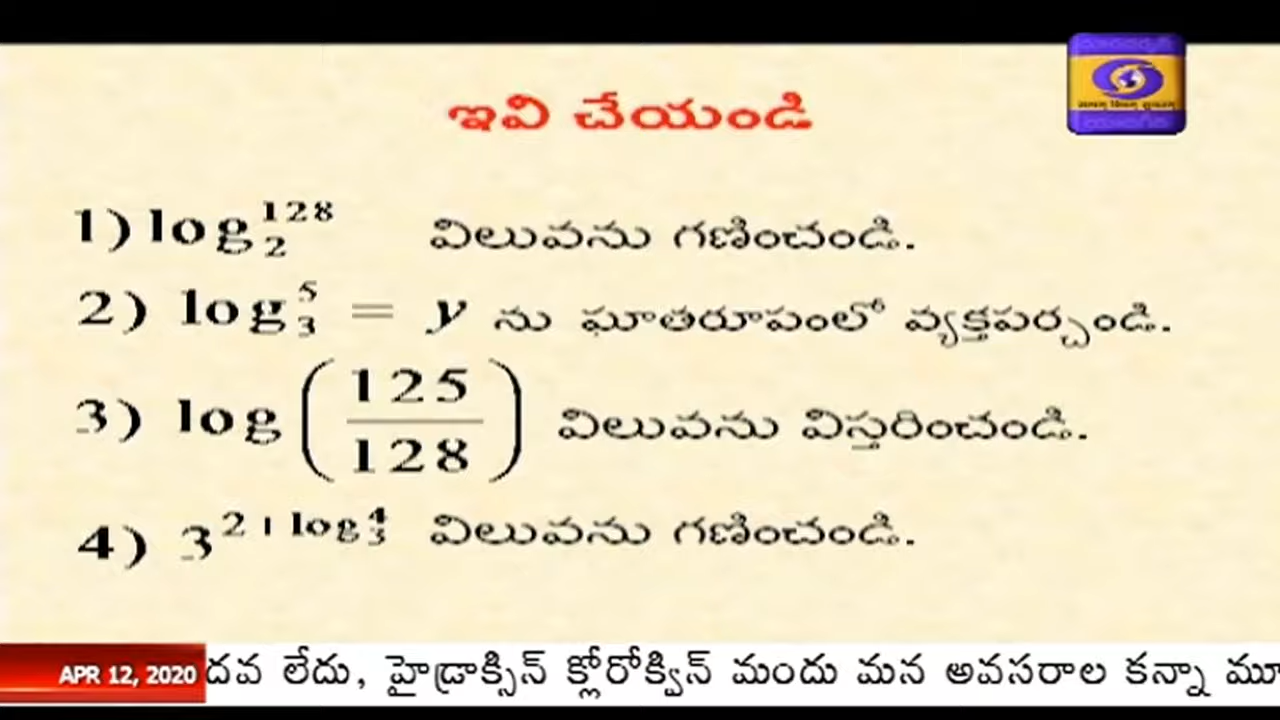 ఇవి చేయండి
1) log₂¹²⁸ విలువను గణించండి.
2) log₃⁵ = y ను ఘాతరూపంలో వ్యక్తపర్చండి.
3) log(125/128) విలువను విస్తరించండి.
4) 3^(2+log₃⁴) విలువను గణించండి.
APR 12, 2020 దవ లేదు, హైడ్రాక్సిన్ క్లోరోక్విన్ మందు మన అవసరాల కన్నా మూ